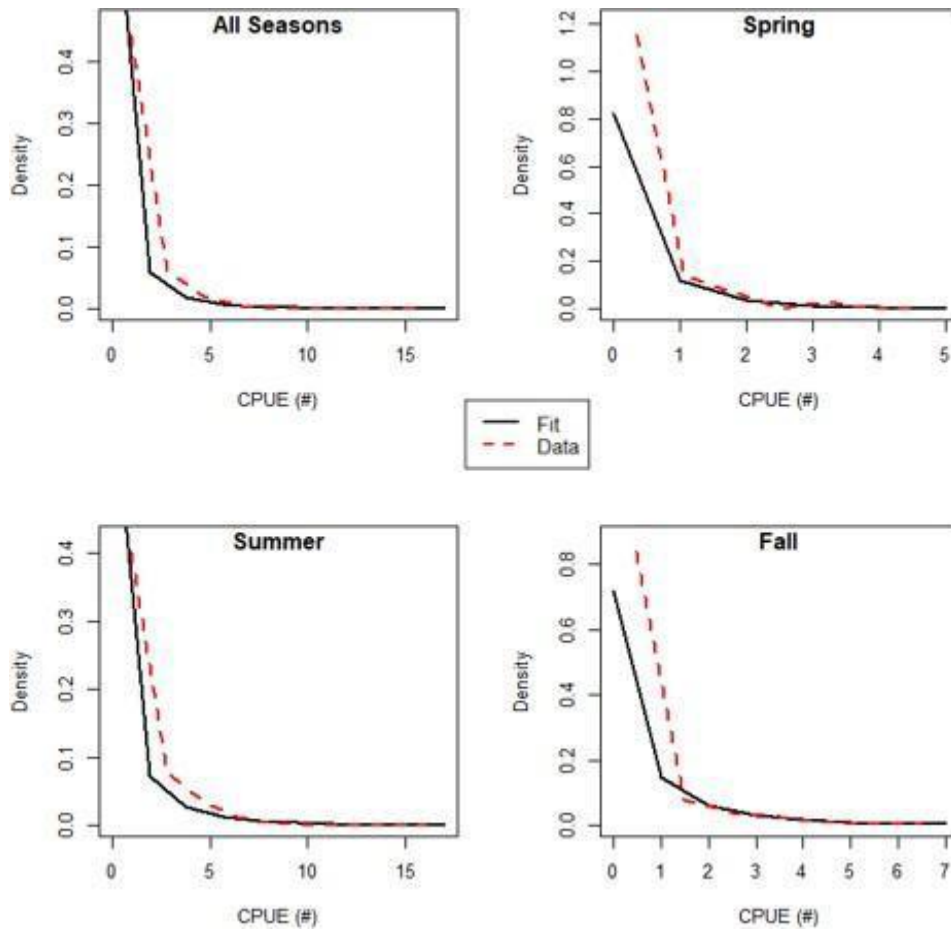 All Seasons
Density
0.0 0.1 0.2 0.3 0.4
0 5 10 15
CPUE (#)
Spring
Density
0.0 0.2 0.4 0.6 0.8 1.0 1.2
0 1 2 3 4 5
CPUE (#)
Fit
Data
Summer
Density
0.0 0.1 0.2 0.3 0.4
0 5 10 15
CPUE (#)
Fall
Density
0.0 0.2 0.4 0.6 0.8
0 1 2 3 4 5 6 7
CPUE (#)